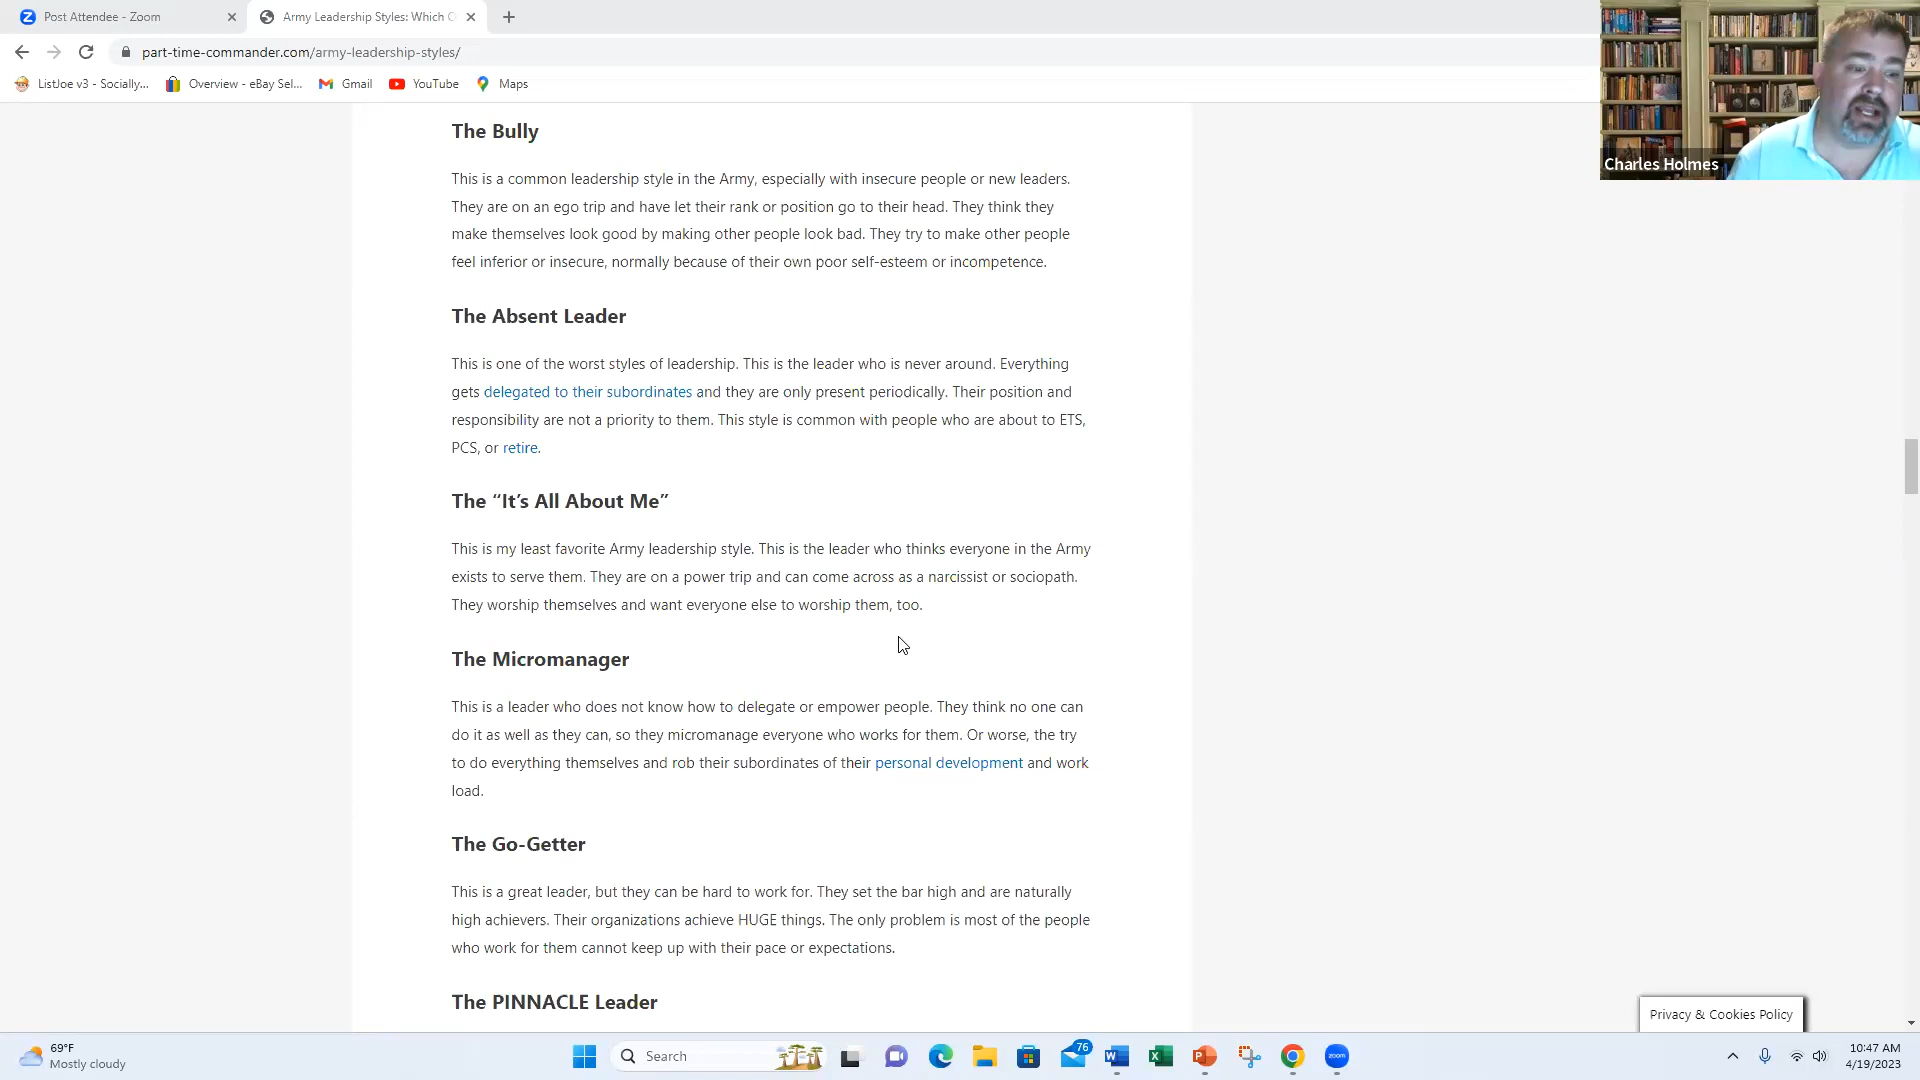 Post Attendee - Zoom
Army Leadership Styles: Which O
part-time-commander.com/army-leadership-styles/
ListJoe v3 - Socially...
Overview - eBay Sel...
Gmail
YouTube
Maps
Charles Holmes
The Bully
This is a common leadership style in the Army, especially with insecure people or new leaders.
They are on an ego trip and have let their rank or position go to their head. They think they
make themselves look good by making other people look bad. They try to make other people
feel inferior or insecure, normally because of their own poor self-esteem or incompetence.
The Absent Leader
This is one of the worst styles of leadership. This is the leader who is never around. Everything
gets delegated to their subordinates and they are only present periodically. Their position and
responsibility are not a priority to them. This style is common with people who are about to ETS,
PCS, or retire.
The “It’s All About Me”
This is my least favorite Army leadership style. This is the leader who thinks everyone in the Army
exists to serve them. They are on a power trip and can come across as a narcissist or sociopath.
They worship themselves and want everyone else to worship them, too.
The Micromanager
This is a leader who does not know how to delegate or empower people. They think no one can
do it as well as they can, so they micromanage everyone who works for them. Or worse, the try
to do everything themselves and rob their subordinates of their personal development and work
load.
The Go-Getter
This is a great leader, but they can be hard to work for. They set the bar high and are naturally
high achievers. Their organizations achieve HUGE things. The only problem is most of the people
who work for them cannot keep up with their pace or expectations.
The PINNACLE Leader
Privacy & Cookies Policy
69°F
Mostly cloudy
Search
76
zoom
10:47 AM
4/19/2023